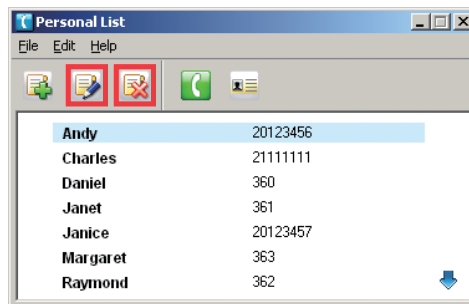 Personal List
File Edit Help
Andy 20123456
Charles 21111111
Daniel 360
Janet 361
Janice 20123457
Margaret 363
Raymond 362